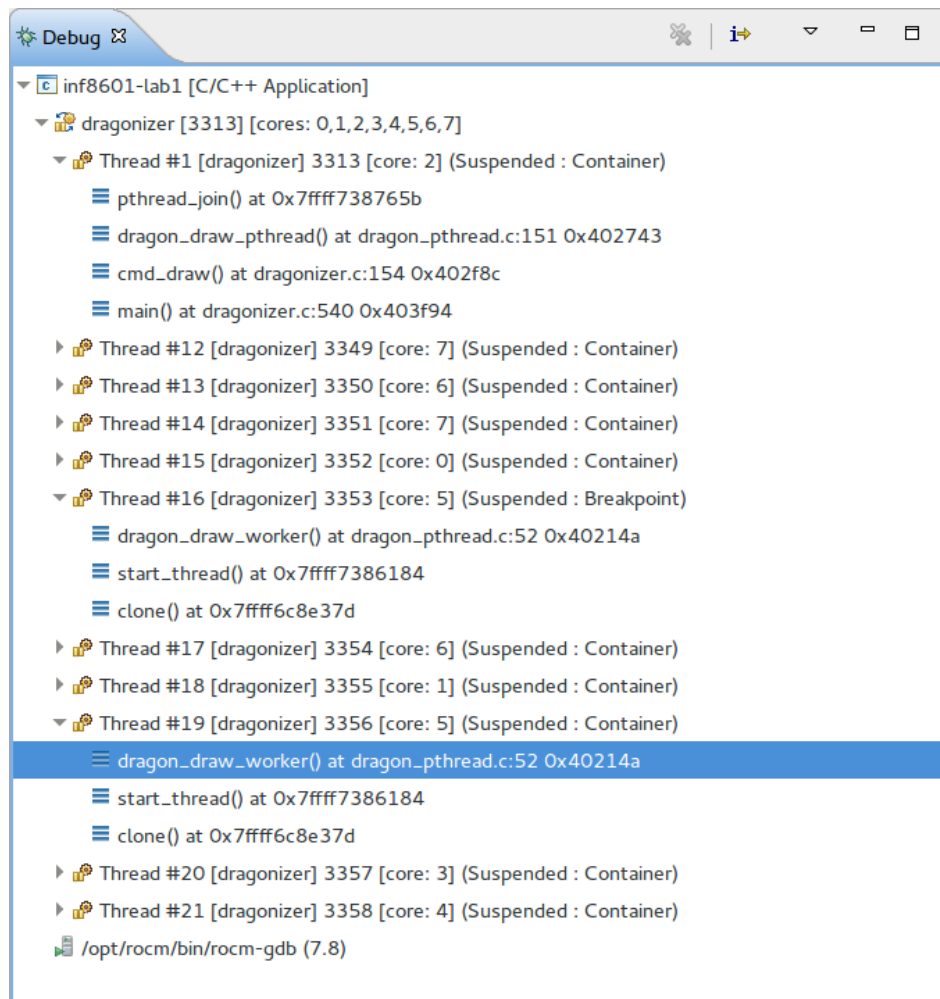 Debug
inf8601-lab1 [C/C++ Application]
dragonizer [3313] [cores: 0,1,2,3,4,5,6,7]
Thread #1 [dragonizer] 3313 [core: 2] (Suspended : Container)
pthread_join() at 0x7ffff738765b
dragon_draw_pthread() at dragon_pthread.c:151 0x402743
cmd_draw() at dragonizer.c:154 0x402f8c
main() at dragonizer.c:540 0x403f94
Thread #12 [dragonizer] 3349 [core: 7] (Suspended : Container)
Thread #13 [dragonizer] 3350 [core: 6] (Suspended : Container)
Thread #14 [dragonizer] 3351 [core: 7] (Suspended : Container)
Thread #15 [dragonizer] 3352 [core: 0] (Suspended : Container)
Thread #16 [dragonizer] 3353 [core: 5] (Suspended : Breakpoint)
dragon_draw_worker() at dragon_pthread.c:52 0x40214a
start_thread() at 0x7ffff7386184
clone() at 0x7ffff6c8e37d
Thread #17 [dragonizer] 3354 [core: 6] (Suspended : Container)
Thread #18 [dragonizer] 3355 [core: 1] (Suspended : Container)
Thread #19 [dragonizer] 3356 [core: 5] (Suspended : Container)
dragon_draw_worker() at dragon_pthread.c:52 0x40214a
start_thread() at 0x7ffff7386184
clone() at 0x7ffff6c8e37d
Thread #20 [dragonizer] 3357 [core: 3] (Suspended : Container)
Thread #21 [dragonizer] 3358 [core: 4] (Suspended : Container)
/opt/rocm/bin/rocm-gdb (7.8)